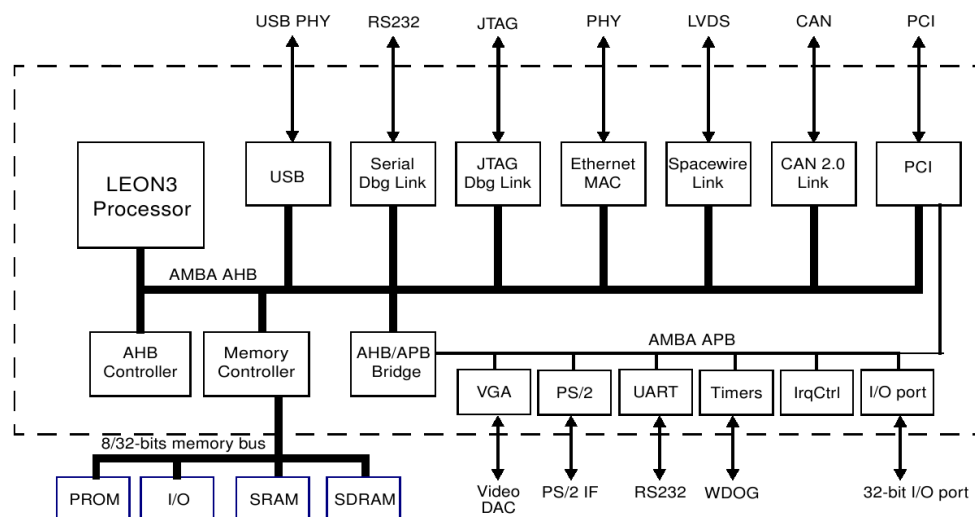 USB PHY
RS232
JTAG
PHY
LVDS
CAN
PCI
LEON3
Processor
USB
Serial
Dbg Link
JTAG
Dbg Link
Ethernet
MAC
Spacewire
Link
CAN 2.0
Link
PCI
AMBA AHB
AHB
Controller
Memory
Controller
AHB/APB
Bridge
AMBA APB
VGA
PS/2
UART
Timers
IrqCtrl
I/O port
8/32-bits memory bus
PROM
I/O
SRAM
SDRAM
Video
DAC
PS/2 IF
RS232
WDOG
32-bit I/O port